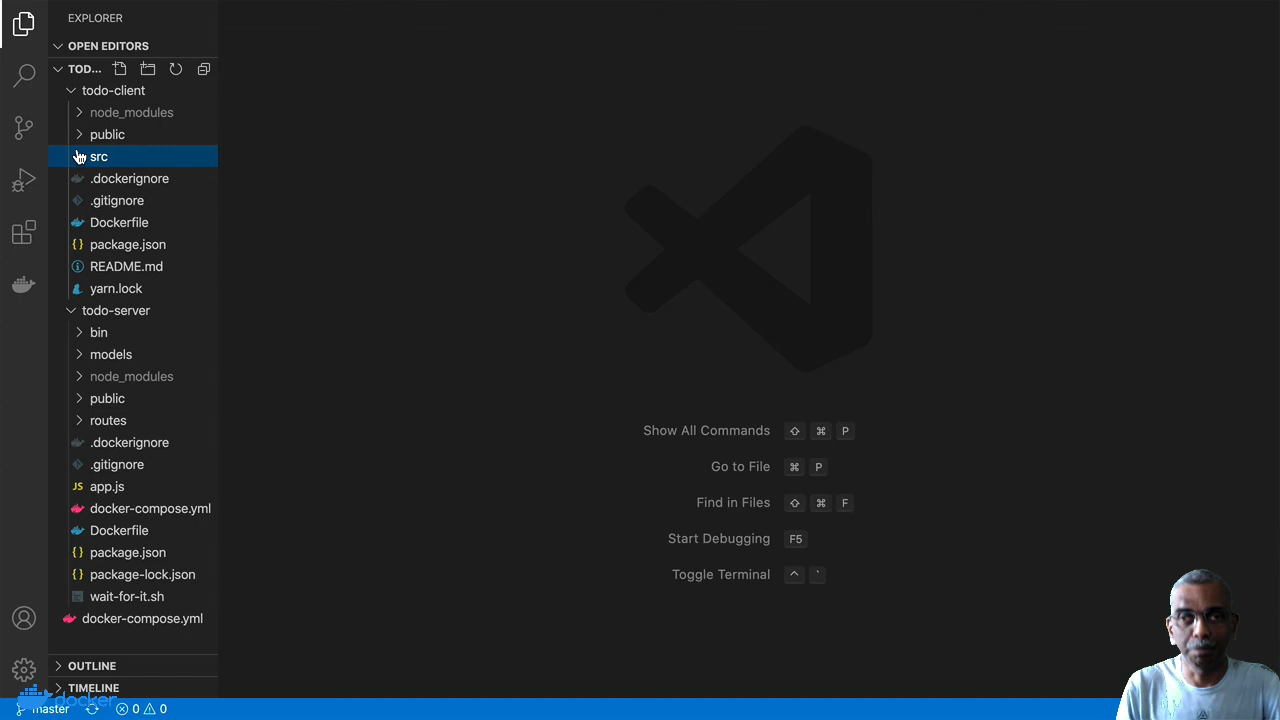 EXPLORER
OPEN EDITORS
TOD...
todo-client
node_modules
public
src
.dockerignore
.gitignore
Dockerfile
package.json
README.md
yarn.lock
todo-server
bin
models
node_modules
public
routes
.dockerignore
.gitignore
JS app.js
docker-compose.yml
Dockerfile
package.json
package-lock.json
wait-for-it.sh
docker-compose.yml
OUTLINE
TIMELINE
docker
master 0 0
Show All Commands ⇧ ⌘ P
Go to File ⌘ P
Find in Files ⇧ ⌘ F
Start Debugging F5
Toggle Terminal ^ `